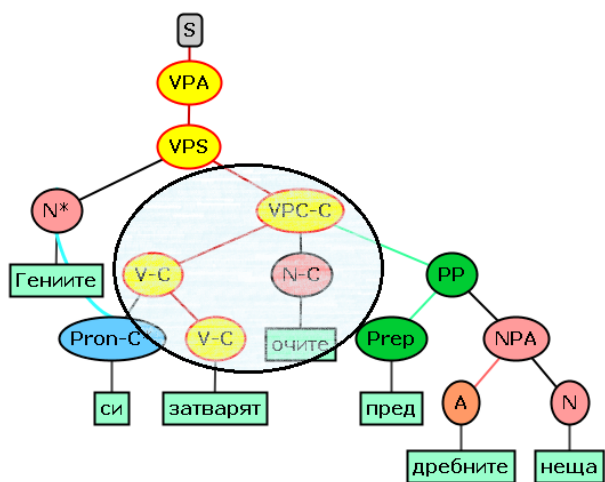 S
VPA
VPS
N* VPC-C
Гениите V-C N-C PP
Pron-C* V-C очите Prep NPA
си затварят пред A N
дребните неща